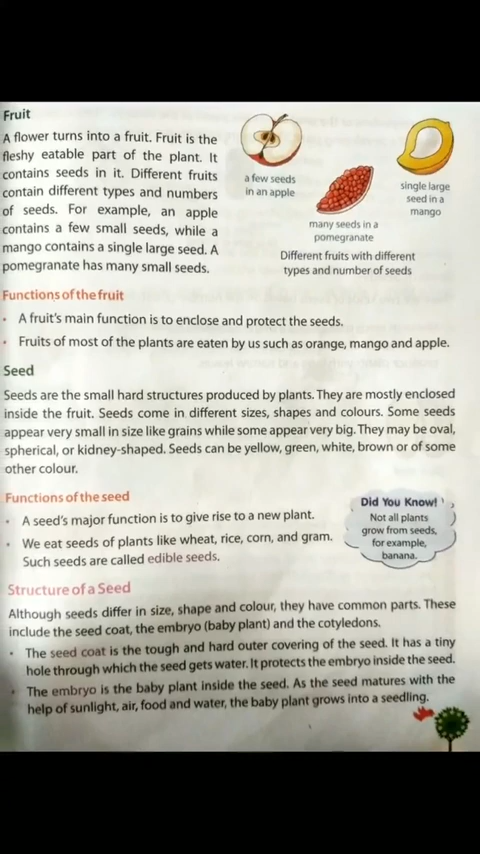 Fruit
A flower turns into a fruit. Fruit is the
fleshy eatable part of the plant. It
contains seeds in it. Different fruits
contain different types and numbers
of seeds. For example, an apple
contains a few small seeds, while a
mango contains a single large seed. A
pomegranate has many small seeds.
a few seeds
in an apple
many seeds in a
pomegranate
single large
seed in a
mango
Different fruits with different
types and number of seeds
Functions of the fruit
• A fruit's main function is to enclose and protect the seeds.
• Fruits of most of the plants are eaten by us such as orange, mango and apple.
Seed
Seeds are the small hard structures produced by plants. They are mostly enclosed
inside the fruit. Seeds come in different sizes, shapes and colours. Some seeds
appear very small in size like grains while some appear very big. They may be oval,
spherical, or kidney-shaped. Seeds can be yellow, green, white, brown or of some
other colour.
Functions of the seed
• A seed's major function is to give rise to a new plant.
• We eat seeds of plants like wheat, rice, corn, and gram.
Such seeds are called edible seeds.
Did You Know!
Not all plants
grow from seeds,
for example,
banana.
Structure of a Seed
Although seeds differ in size, shape and colour, they have common parts. These
include the seed coat, the embryo (baby plant) and the cotyledons.
• The seed coat is the tough and hard outer covering of the seed. It has a tiny
hole through which the seed gets water. It protects the embryo inside the seed.
• The embryo is the baby plant inside the seed. As the seed matures with the
help of sunlight, air, food and water, the baby plant grows into a seedling.